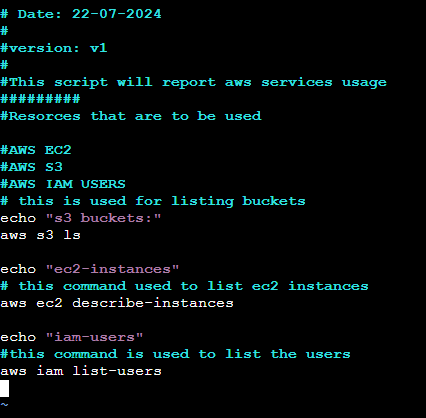 # Date: 22-07-2024
#
#version: v1
#
#This script will report aws services usage
#########
#Resorces that are to be used
#AWS EC2
#AWS S3
#AWS IAM USERS
# this is used for listing buckets
echo "s3 buckets:"
aws s3 ls
echo "ec2-instances"
# this command used to list ec2 instances
aws ec2 describe-instances
echo "iam-users"
#this command is used to list the users
aws iam list-users
~